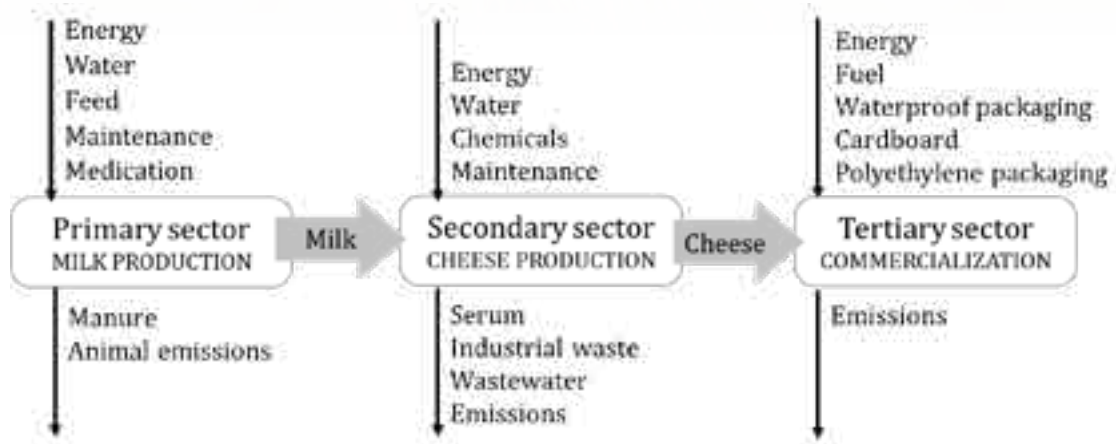 Energy
Water
Feed
Maintenance
Medication
Energy
Water
Chemicals
Maintenance
Energy
Fuel
Waterproof packaging
Cardboard
Polyethylene packaging
Primary sector
MILK PRODUCTION
Milk
Secondary sector
CHEESE PRODUCTION
Cheese
Tertiary sector
COMMERCIALIZATION
Manure
Animal emissions
Serum
Industrial waste
Wastewater
Emissions
Emissions